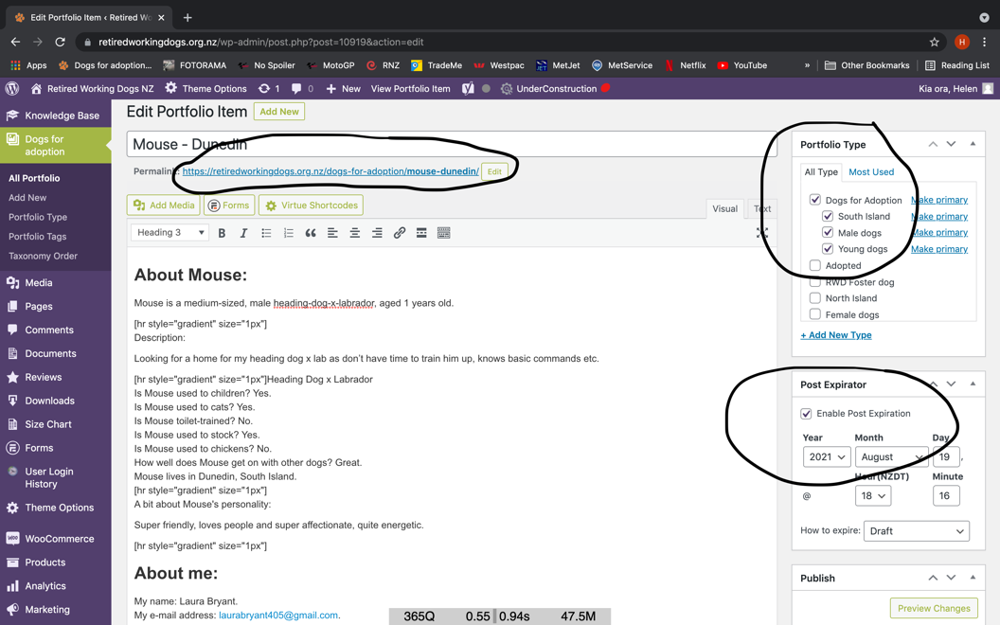 Edit Portfolio Item ‹ Retired Wo
retiredworkingdogs.org.nz/wp-admin/post.php?post=10919&action=edit
H
Apps Dogs for adoption... FOTORAMA No Spoiler MotoGP RNZ TradeMe Westpac MetJet MetService Netflix YouTube » Other Bookmarks Reading List
Retired Working Dogs NZ Theme Options 1 0 New View Portfolio Item UnderConstruction Kia ora, Helen
Knowledge Base
Dogs for
adoption
All Portfolio
Add New
Portfolio Type
Portfolio Tags
Taxonomy Order
Media
Pages
Comments
Documents
Reviews
Downloads
Size Chart
Forms
User Login
History
Theme Options
WooCommerce
Products
Analytics
Marketing
Edit Portfolio Item Add New
Mouse - Dunedin
Permalink: https://retiredworkingdogs.org.nz/dogs-for-adoption/mouse-dunedin/ Edit
Add Media Forms Virtue Shortcodes
Visual Text
Heading 3 B I
About Mouse:
Mouse is a medium-sized, male heading-dog-x-labrador, aged 1 years old.
[hr style="gradient" size="1px"]
Description:
Looking for a home for my heading dog x lab as don’t have time to train him up, knows basic commands etc.
[hr style="gradient" size="1px"]Heading Dog x Labrador
Is Mouse used to children? Yes.
Is Mouse used to cats? Yes.
Is Mouse toilet-trained? No.
Is Mouse used to stock? Yes.
Is Mouse used to chickens? No.
How well does Mouse get on with other dogs? Great.
Mouse lives in Dunedin, South Island.
[hr style="gradient" size="1px"]
A bit about Mouse's personality:
Super friendly, loves people and super affectionate, quite energetic.
[hr style="gradient" size="1px"]
About me:
My name: Laura Bryant.
My e-mail address: laurabryant405@gmail.com.
365Q 0.55 0.94s 47.5M
Portfolio Type
All Type Most Used
Dogs for Adoption Make primary
South Island Make primary
Male dogs Make primary
Young dogs Make primary
Adopted
RWD Foster dog
North Island
Female dogs
+ Add New Type
Post Expirator
Enable Post Expiration
Year Month Day
2021 August 19 ,
Hour(NZDT) Minute
@ 18 16
How to expire: Draft
Publish
Preview Changes